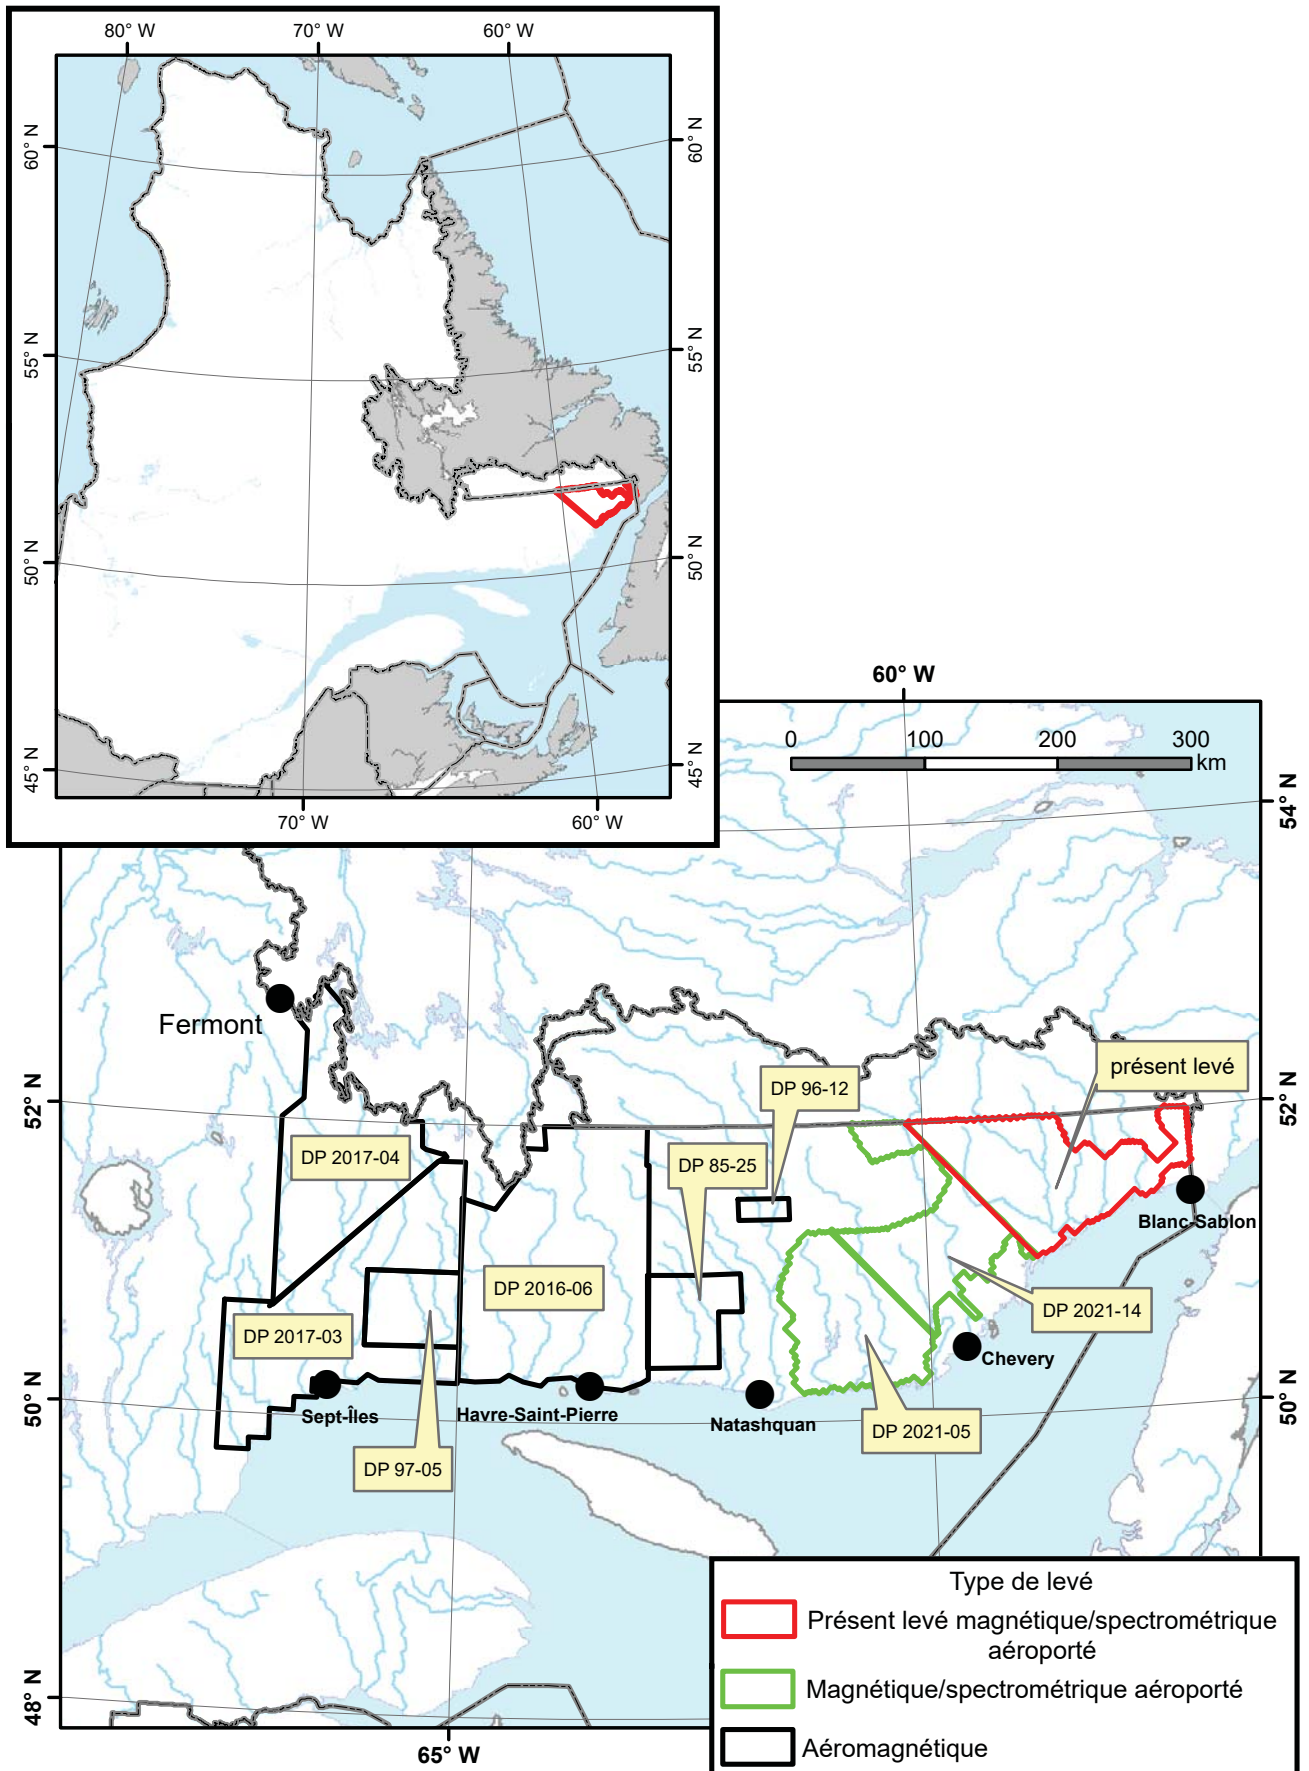 80° W
70° W
60° W
60° N
60° N
55° N
55° N
50° N
50° N
45° N
45° N
70° W
60° W
60° W
0
100
200
300
km
54° N
Fermont
présent levé
52° N
52° N
DP 96-12
DP 2017-04
DP 85-25
Blanc-Sablon
DP 2016-06
DP 2021-14
DP 2017-03
Chevery
50° N
50° N
Sept-Îles
Havre-Saint-Pierre
Natashquan
DP 2021-05
DP 97-05
48° N
65° W
Type de levé
Présent levé magnétique/spectrométrique
aéroporté
Magnétique/spectrométrique aéroporté
Aéromagnétique